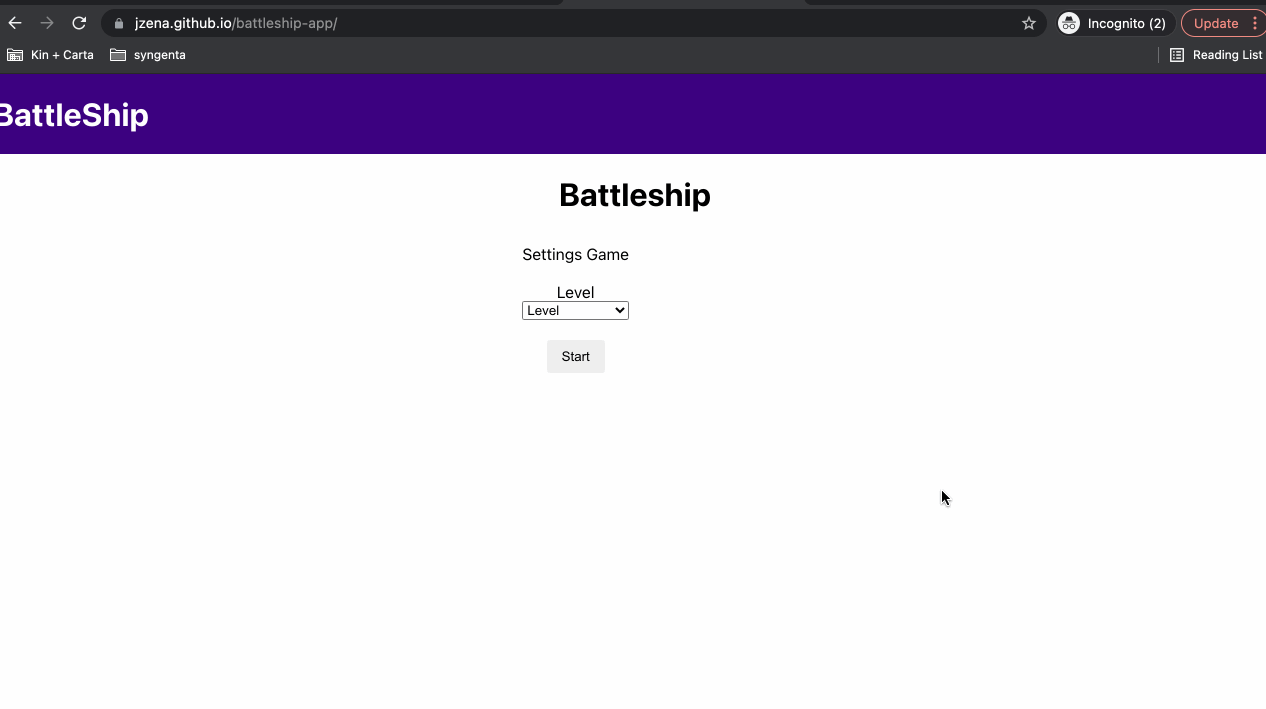 jzena.github.io/battleship-app/
Incognito (2)
Update
Kin + Carta
syngenta
Reading List
BattleShip
Battleship
Settings Game
Level
Level
Start